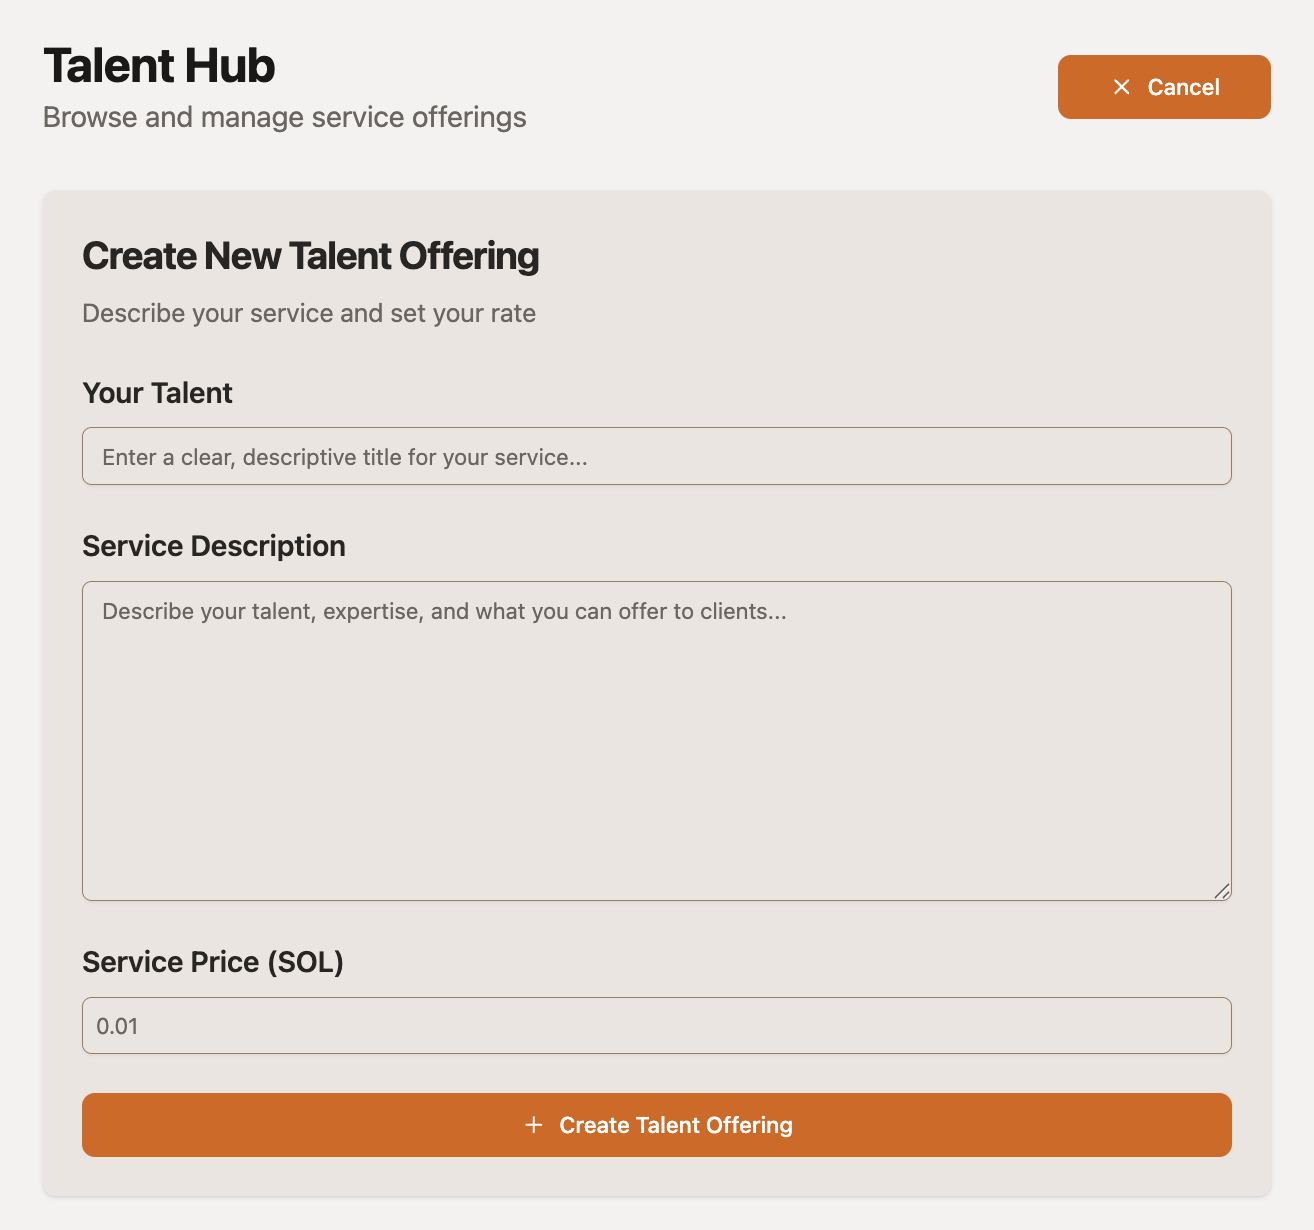 Talent Hub
Browse and manage service offerings
Cancel
Create New Talent Offering
Describe your service and set your rate
Your Talent
Enter a clear, descriptive title for your service...
Service Description
Describe your talent, expertise, and what you can offer to clients...
Service Price (SOL)
0.01
Create Talent Offering